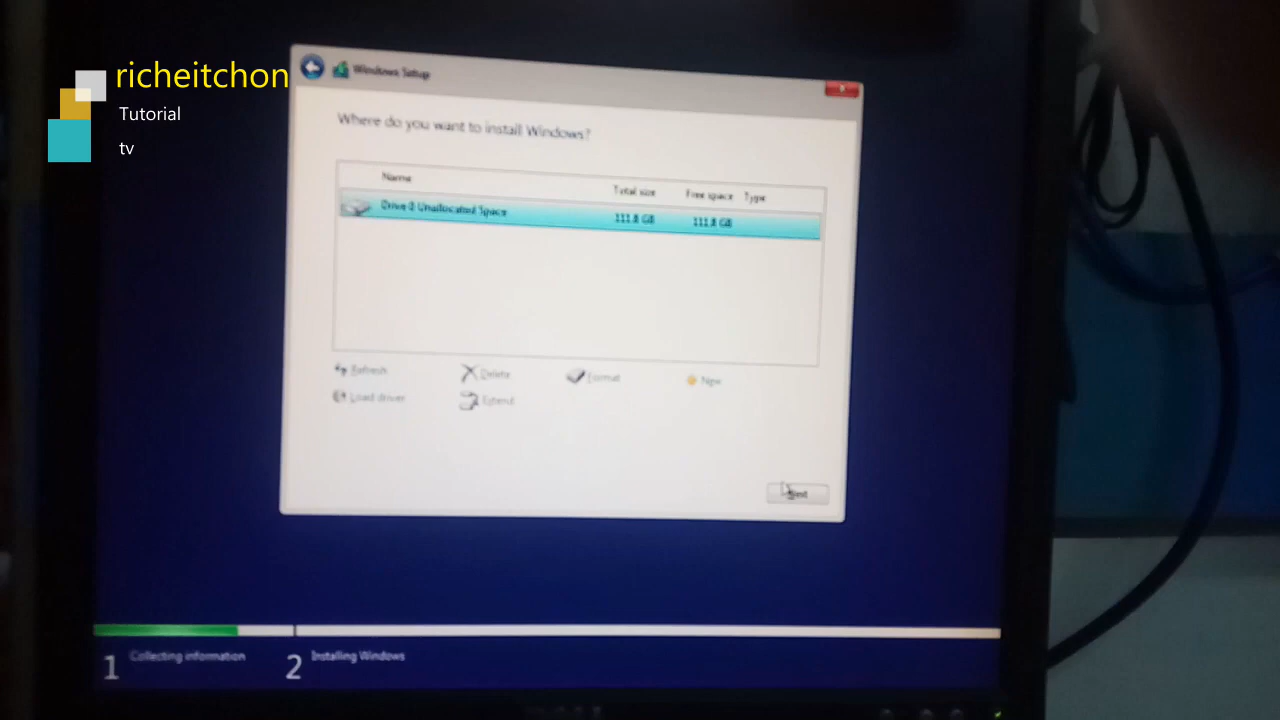 richeitchon
Tutorial
tv
Windows Setup
Where do you want to install Windows?
Name Total size Free space Type
Drive 0 Unallocated Space 111.8 GB 111.8 GB
Refresh Delete Format New
Load driver Extend
Next
1 Collecting information 2 Installing Windows